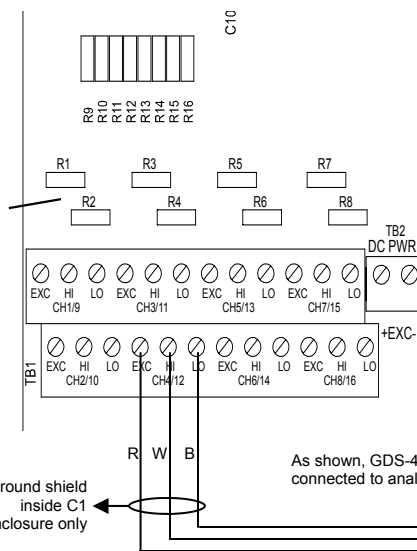 C10
R9 R10 R11 R12 R13 R14 R15 R16
R1 R3 R5 R7
R2 R4 R6 R8
TB2
DC PWR
EXC HI LO EXC HI LO EXC HI LO EXC HI LO
CH1/9 CH3/11 CH5/13 CH7/15
+EXC-
TB1
EXC HI LO EXC HI LO EXC HI LO EXC HI LO
CH2/10 CH4/12 CH6/14 CH8/16
R W B
round shield
inside C1
nclosure only
As shown, GDS-4
connected to anal